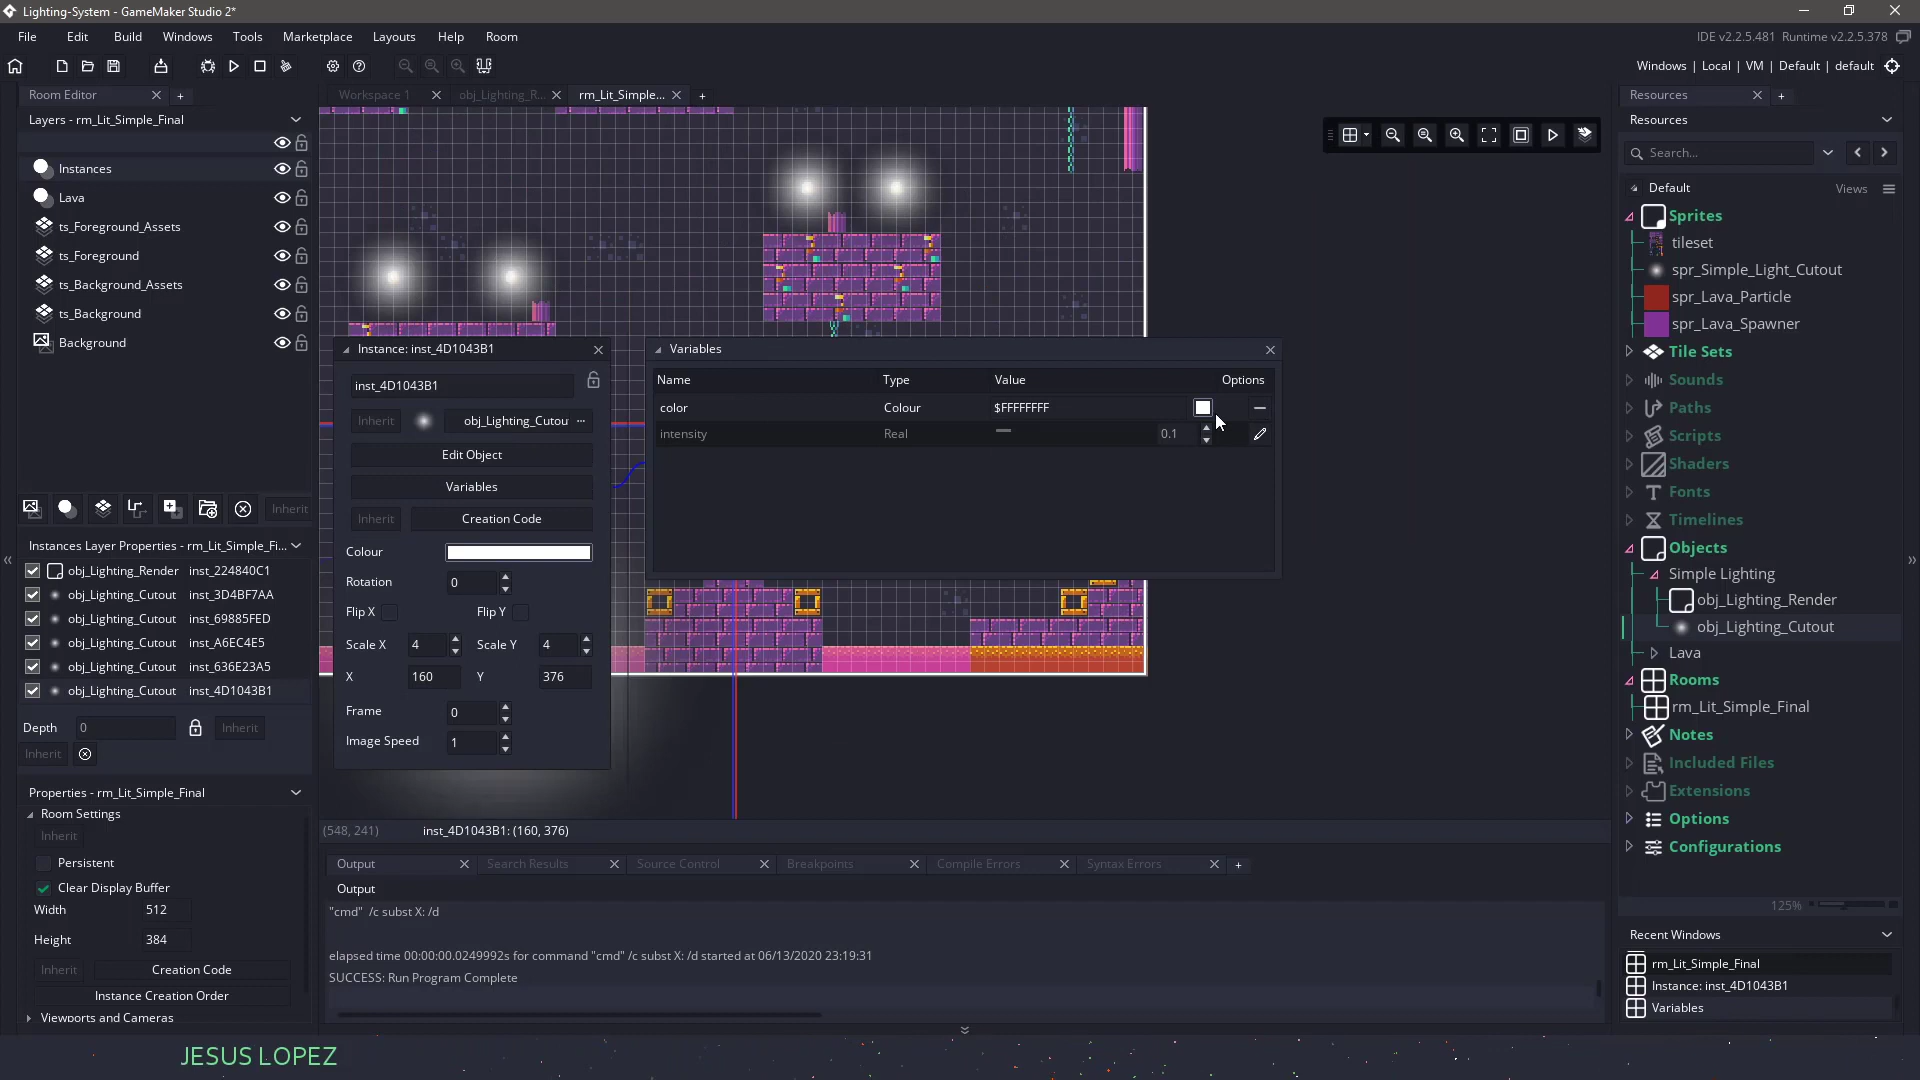 Lighting-System - GameMaker Studio 2*
File Edit Build Windows Tools Marketplace Layouts Help Room
IDE v2.2.5.481 Runtime v2.2.5.378
Windows | Local | VM | Default | default
Room Editor
Workspace 1
obj_Lighting_R...
rm_Lit_Simple...
Resources
Layers - rm_Lit_Simple_Final
Resources
Search...
Instances
Lava
ts_Foreground_Assets
ts_Foreground
ts_Background_Assets
ts_Background
Background
Default
Views
Sprites
tileset
spr_Simple_Light_Cutout
spr_Lava_Particle
spr_Lava_Spawner
Tile Sets
Sounds
Paths
Scripts
Shaders
Fonts
Timelines
Objects
Simple Lighting
obj_Lighting_Render
obj_Lighting_Cutout
Lava
Rooms
rm_Lit_Simple_Final
Notes
Included Files
Extensions
Options
Configurations
125%
Recent Windows
rm_Lit_Simple_Final
Instance: inst_4D1043B1
Variables
Instance: inst_4D1043B1
inst_4D1043B1
Inherit
obj_Lighting_Cutou ...
Edit Object
Variables
Inherit
Creation Code
Colour
Rotation 0
Flip X
Flip Y
Scale X 4
Scale Y 4
X 160
Y 376
Frame 0
Image Speed 1
Variables
Name Type Value Options
color Colour $FFFFFFFF
intensity Real 0.1
Inherit
Instances Layer Properties - rm_Lit_Simple_Fi...
obj_Lighting_Render inst_224840C1
obj_Lighting_Cutout inst_3D4BF7AA
obj_Lighting_Cutout inst_69885FED
obj_Lighting_Cutout inst_A6EC4E5
obj_Lighting_Cutout inst_636E23A5
obj_Lighting_Cutout inst_4D1043B1
Depth 0
Inherit
Inherit
Properties - rm_Lit_Simple_Final
Room Settings
Inherit
Persistent
Clear Display Buffer
Width 512
Height 384
Inherit
Creation Code
Instance Creation Order
Viewports and Cameras
(548, 241)
inst_4D1043B1: (160, 376)
Output
Search Results
Source Control
Breakpoints
Compile Errors
Syntax Errors
Output
"cmd" /c subst X: /d
elapsed time 00:00:00.0249992s for command "cmd" /c subst X: /d started at 06/13/2020 23:19:31
SUCCESS: Run Program Complete
JESUS LOPEZ